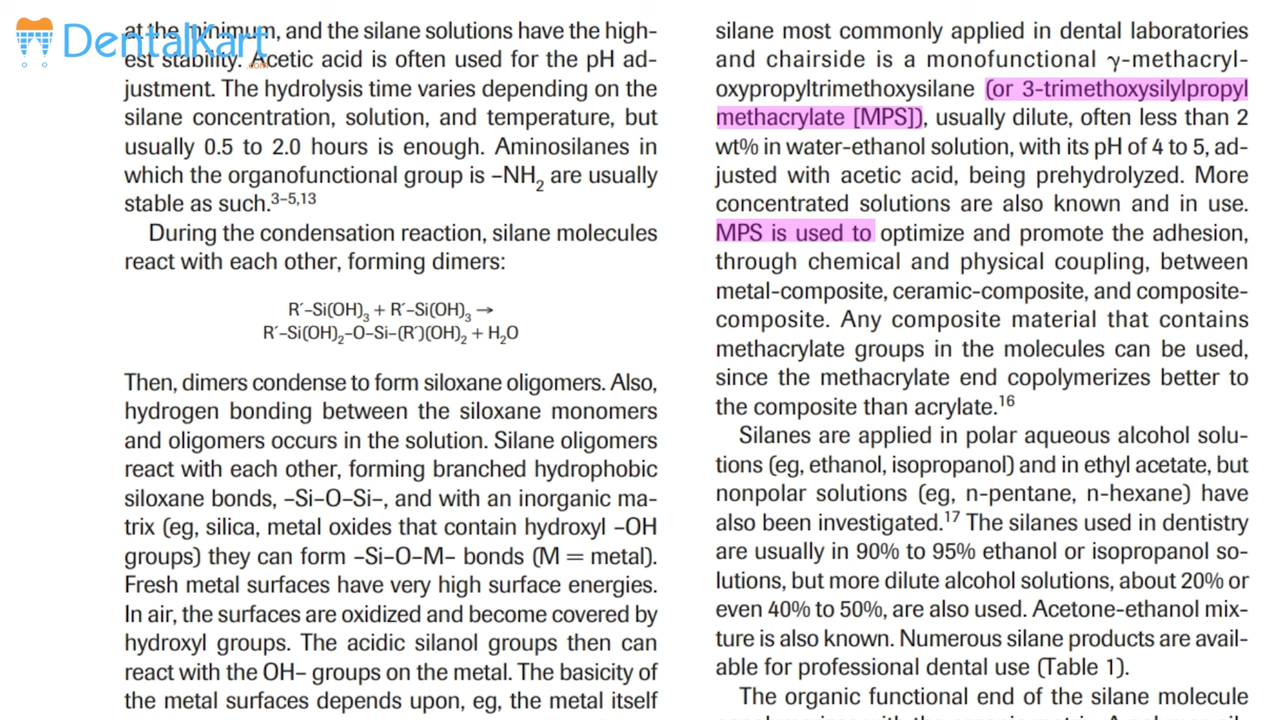 DentalKart
.com
at the minimum, and the silane solutions have the high-
est stability. Acetic acid is often used for the pH ad-
justment. The hydrolysis time varies depending on the
silane concentration, solution, and temperature, but
usually 0.5 to 2.0 hours is enough. Aminosilanes in
which the organofunctional group is –NH₂ are usually
stable as such.³⁻⁵,¹³
During the condensation reaction, silane molecules
react with each other, forming dimers:
R´–Si(OH)₃ + R´–Si(OH)₃ →
R´–Si(OH)₂–O–Si–(R´)(OH)₂ + H₂O
Then, dimers condense to form siloxane oligomers. Also,
hydrogen bonding between the siloxane monomers
and oligomers occurs in the solution. Silane oligomers
react with each other, forming branched hydrophobic
siloxane bonds, –Si–O–Si–, and with an inorganic ma-
trix (eg, silica, metal oxides that contain hydroxyl –OH
groups) they can form –Si–O–M– bonds (M = metal).
Fresh metal surfaces have very high surface energies.
In air, the surfaces are oxidized and become covered by
hydroxyl groups. The acidic silanol groups then can
react with the OH– groups on the metal. The basicity of
the metal surfaces depends upon, eg, the metal itself
silane most commonly applied in dental laboratories
and chairside is a monofunctional γ-methacryl-
oxypropyltrimethoxysilane (or 3-trimethoxysilylpropyl
methacrylate [MPS]), usually dilute, often less than 2
wt% in water-ethanol solution, with its pH of 4 to 5, ad-
justed with acetic acid, being prehydrolyzed. More
concentrated solutions are also known and in use.
MPS is used to optimize and promote the adhesion,
through chemical and physical coupling, between
metal-composite, ceramic-composite, and composite-
composite. Any composite material that contains
methacrylate groups in the molecules can be used,
since the methacrylate end copolymerizes better to
the composite than acrylate.¹⁶
Silanes are applied in polar aqueous alcohol solu-
tions (eg, ethanol, isopropanol) and in ethyl acetate, but
nonpolar solutions (eg, n-pentane, n-hexane) have
also been investigated.¹⁷ The silanes used in dentistry
are usually in 90% to 95% ethanol or isopropanol so-
lutions, but more dilute alcohol solutions, about 20% or
even 40% to 50%, are also used. Acetone-ethanol mix-
ture is also known. Numerous silane products are avail-
able for professional dental use (Table 1).
The organic functional end of the silane molecule